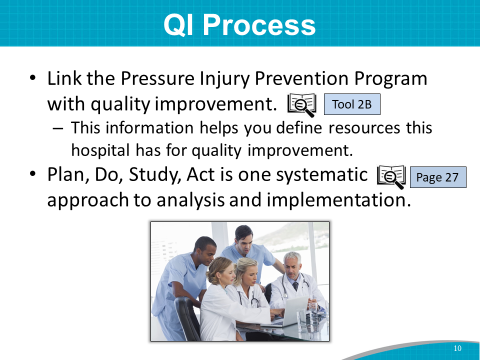 QI Process
• Link the Pressure Injury Prevention Program
with quality improvement. Tool 2B
– This information helps you define resources this
hospital has for quality improvement.
• Plan, Do, Study, Act is one systematic Page 27
approach to analysis and implementation.
10